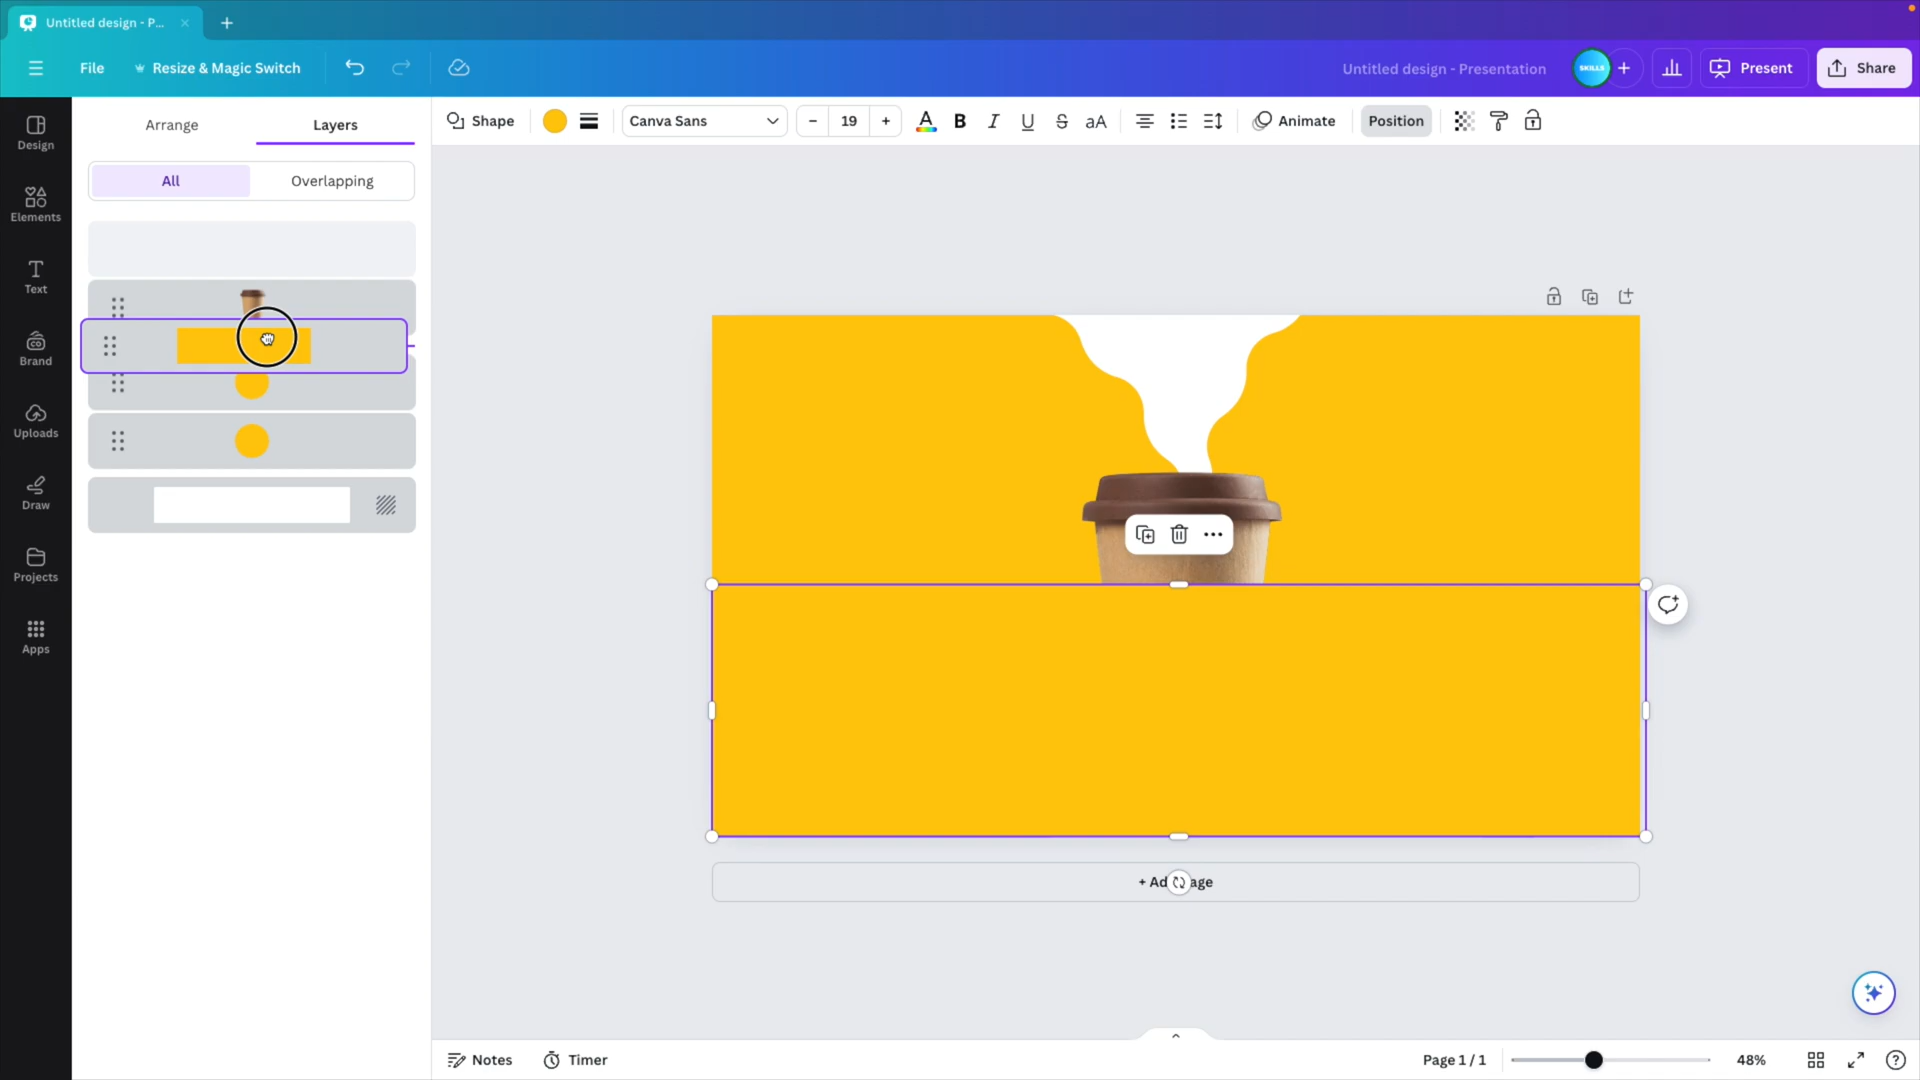 Untitled design - P...
File
Resize & Magic Switch
Untitled design - Presentation
SKILLS
Present
Share
Design
Elements
Text
Brand
Uploads
Draw
Projects
Apps
Arrange
Layers
All
Overlapping
Shape
Canva Sans
19
A
B
I
U
S
aA
Animate
Position
+ Ad age
Notes
Timer
Page 1 / 1
48%